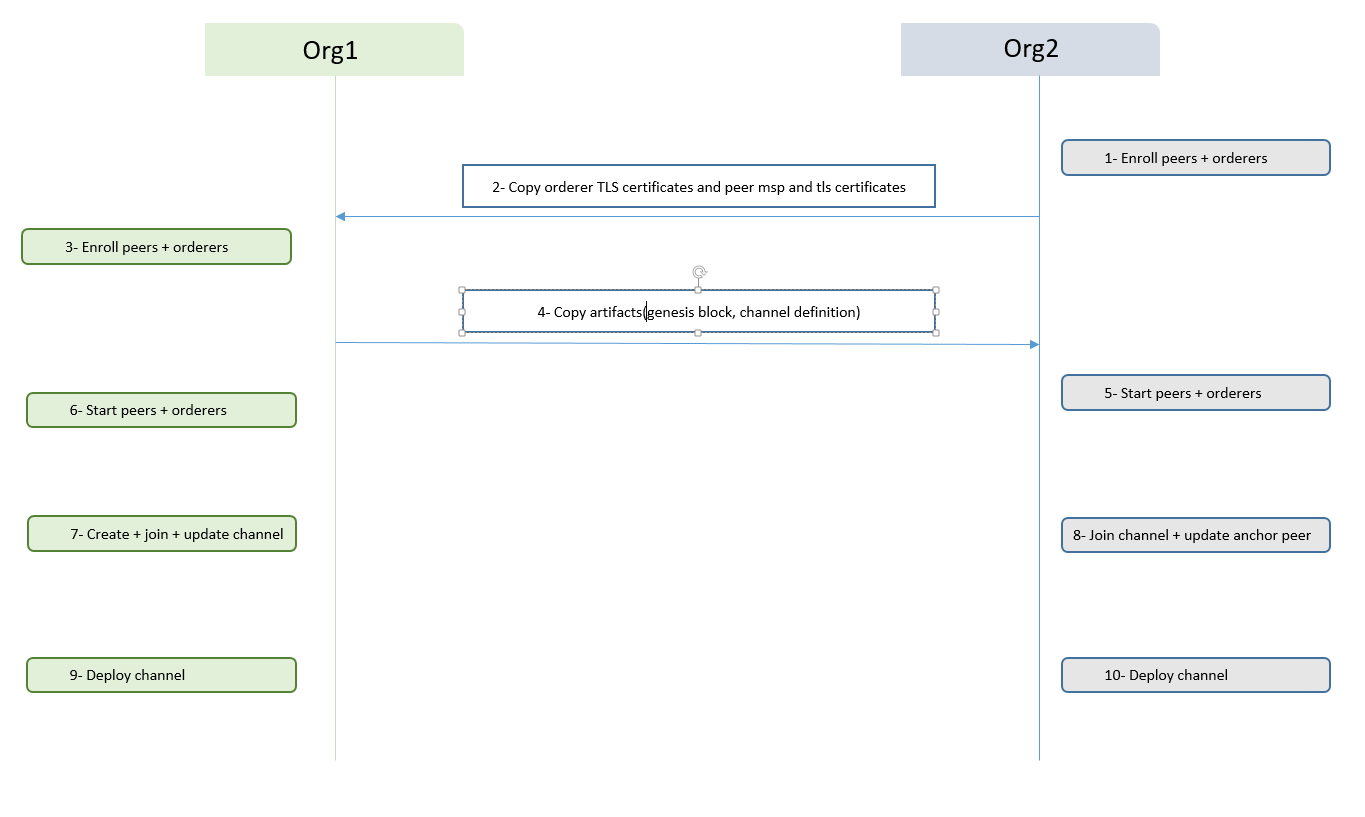 Org1
Org2
1- Enroll peers + orderers
2- Copy orderer TLS certificates and peer msp and tls certificates
3- Enroll peers + orderers
4- Copy artifacts(genesis block, channel definition)
5- Start peers + orderers
6- Start peers + orderers
7- Create + join + update channel
8- Join channel + update anchor peer
9- Deploy channel
10- Deploy channel